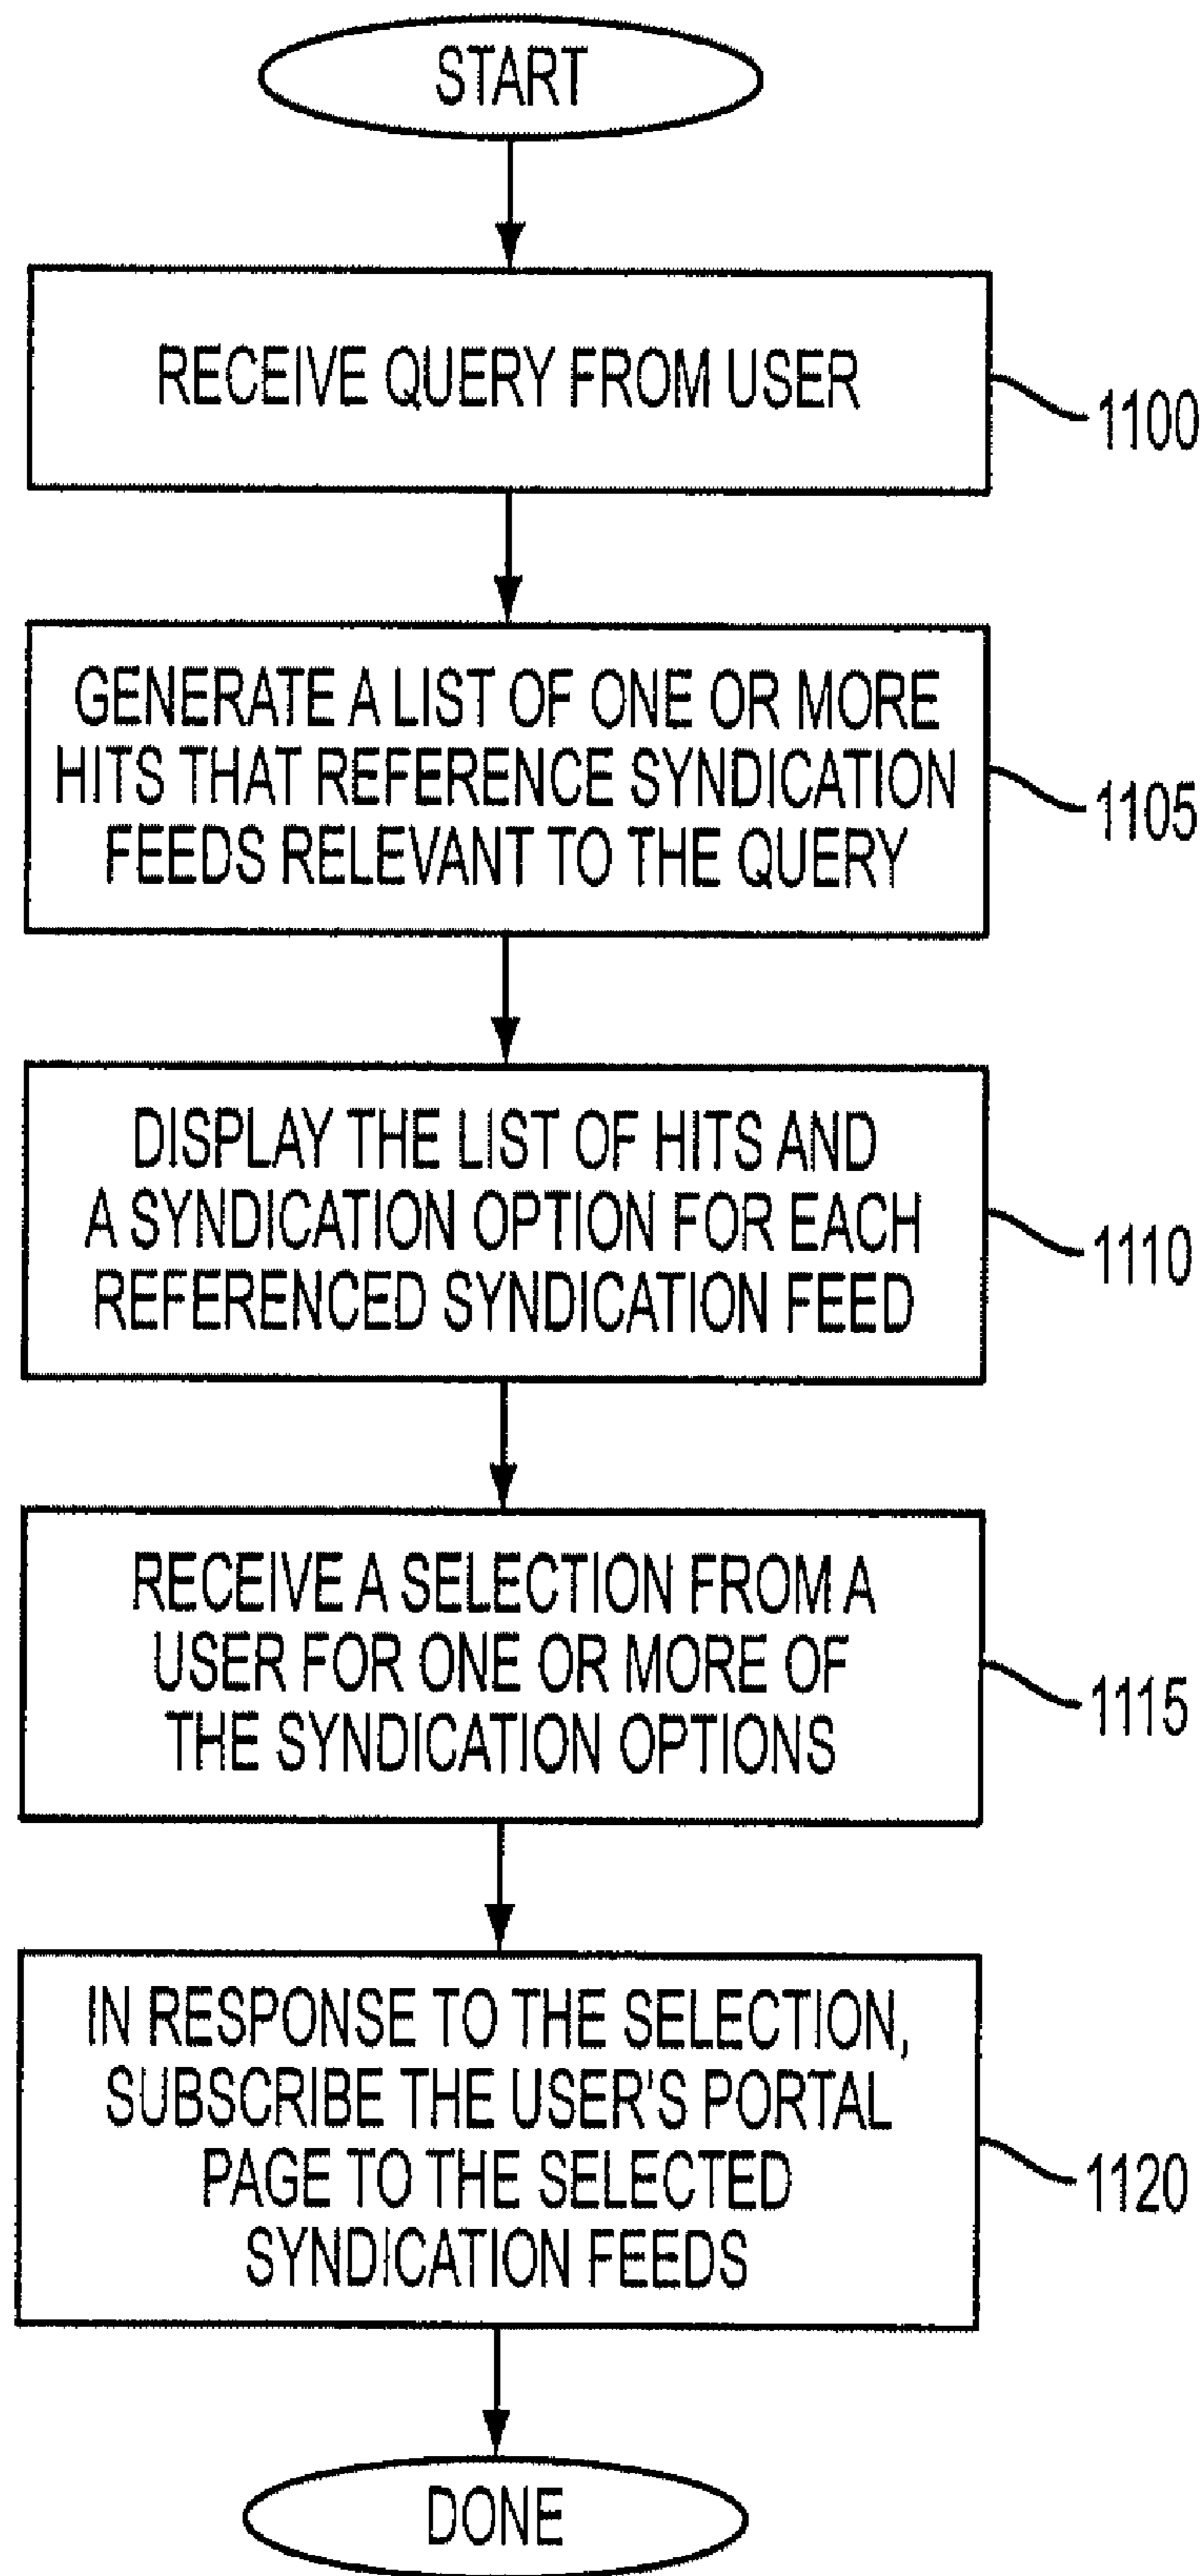 START
RECEIVE QUERY FROM USER
1100
GENERATE A LIST OF ONE OR MORE
HITS THAT REFERENCE SYNDICATION
FEEDS RELEVANT TO THE QUERY
1105
DISPLAY THE LIST OF HITS AND
A SYNDICATION OPTION FOR EACH
REFERENCED SYNDICATION FEED
1110
RECEIVE A SELECTION FROM A
USER FOR ONE OR MORE OF
THE SYNDICATION OPTIONS
1115
IN RESPONSE TO THE SELECTION,
SUBSCRIBE THE USER'S PORTAL
PAGE TO THE SELECTED
SYNDICATION FEEDS
1120
DONE